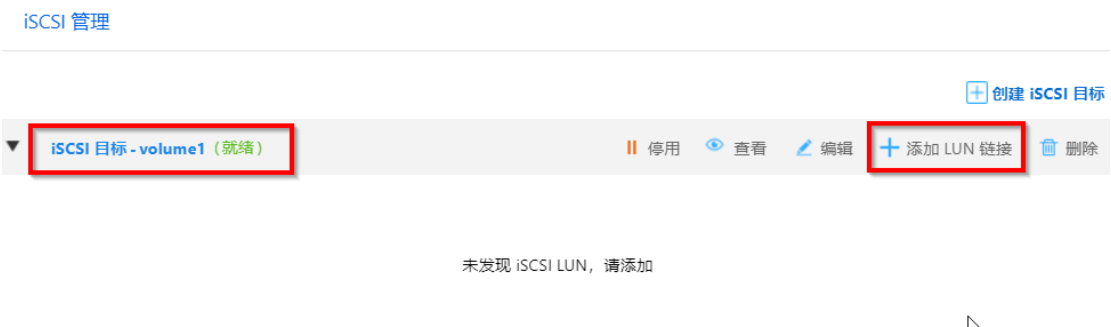 iSCSI 管理
创建 iSCSI 目标
iSCSI 目标 - volume1（就绪） 停用 查看 编辑 添加 LUN 链接 删除
未发现 iSCSI LUN，请添加